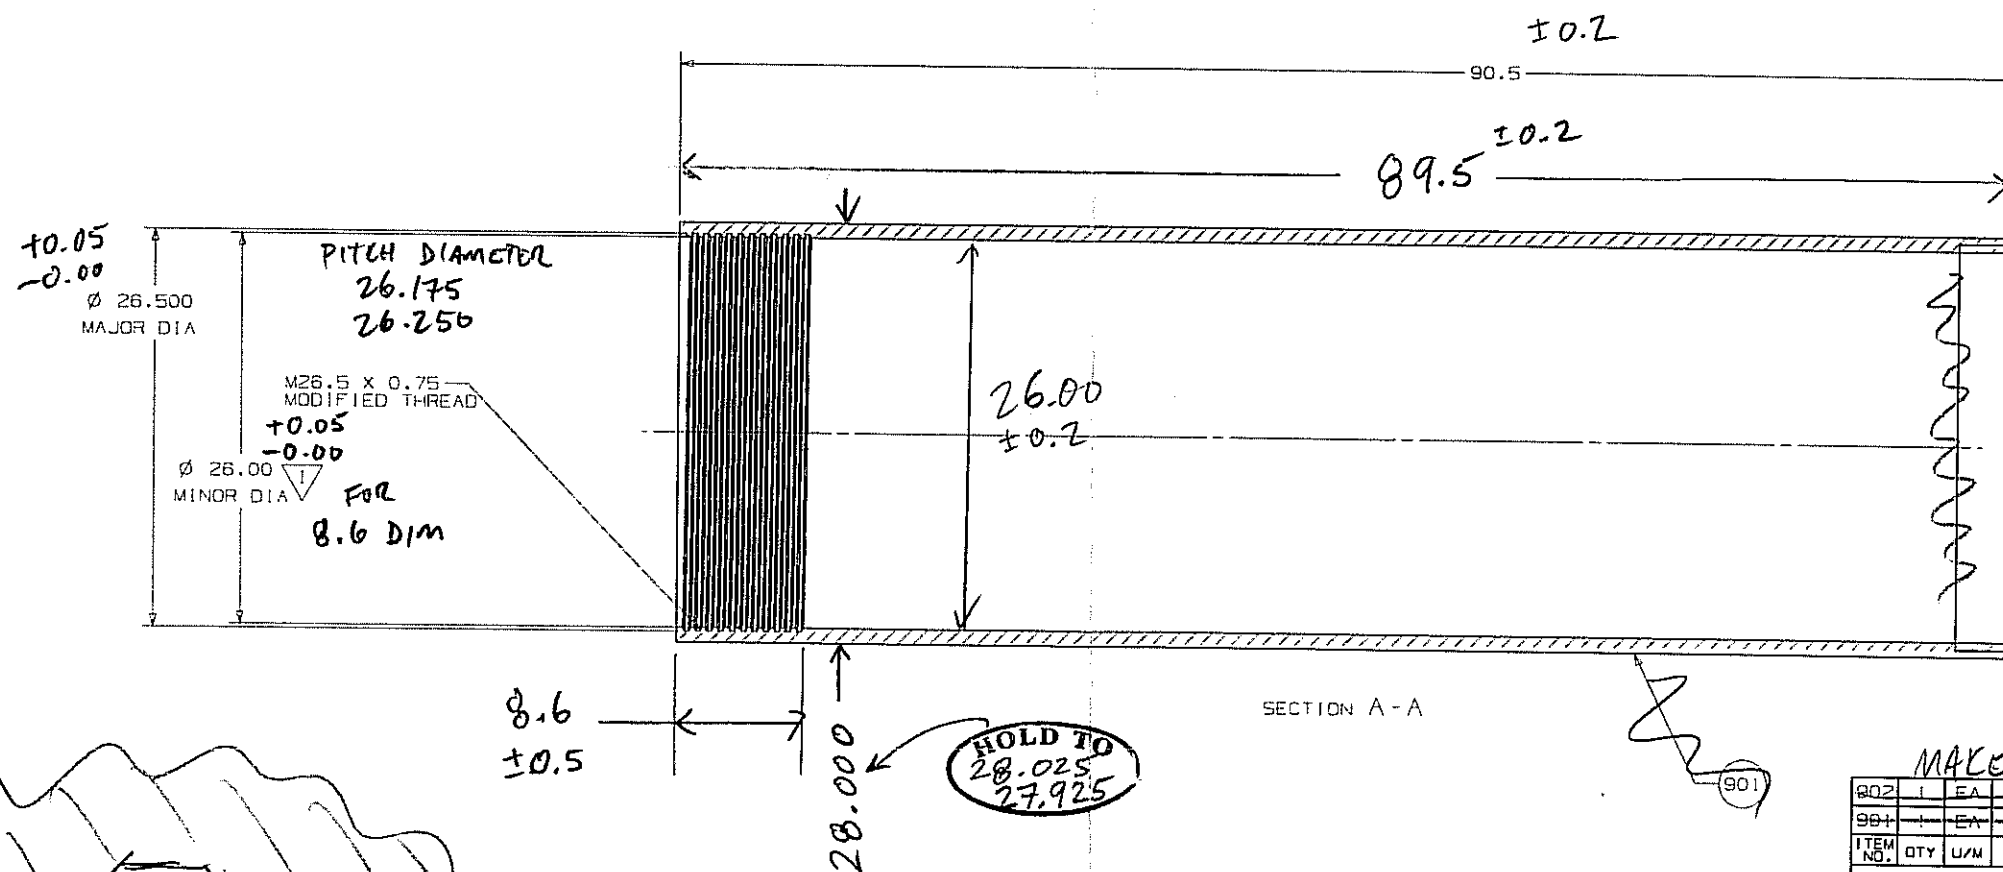 ±0.2
90.5
±0.2
89.5
+0.05
-0.00
Ø 26.500
MAJOR DIA
PITCH DIAMETER
26.175
26.250
M26.5 X 0.75
MODIFIED THREAD
+0.05
-0.00
Ø 26.00
MINOR DIA
1
FOR
8.6 DIM
26.00
±0.2
8.6
±0.5
28.000
HOLD TO
28.025
27.925
SECTION A-A
901
MAKE
902 1 EA
901 1 EA
ITEM NO. QTY U/M